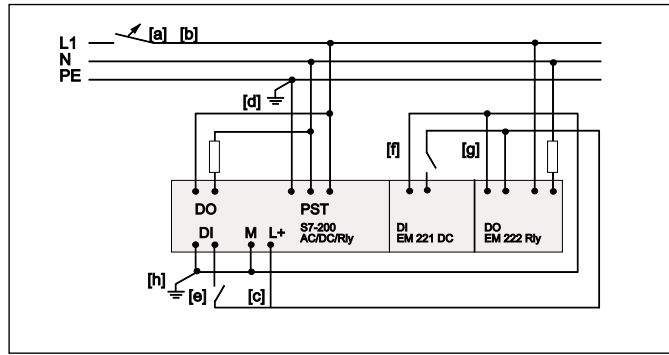 L1 [a] [b]
N
PE
[d]
[f] [g]
DO PST
DI M L+ S7-200
AC/DC/Rly
DI
EM 221 DC
DO
EM 222 Rly
[h]
[e] [c]